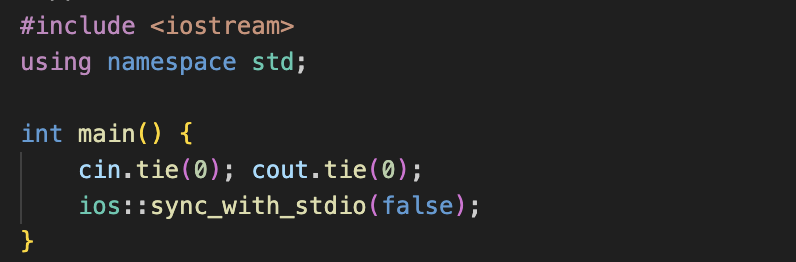 #include <iostream>
using namespace std;
int main() {
cin.tie(0); cout.tie(0);
ios::sync_with_stdio(false);
}